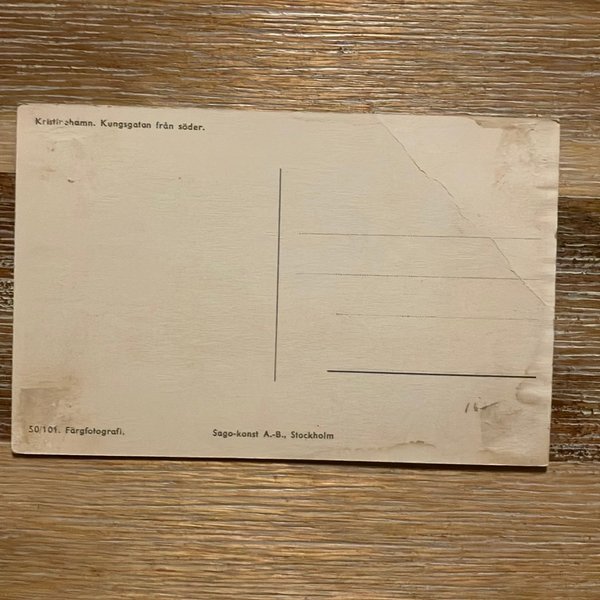 Kristinehamn. Kungsgatan från söder.
50/101. Färgfotografi.
Sago-konst A.-B., Stockholm